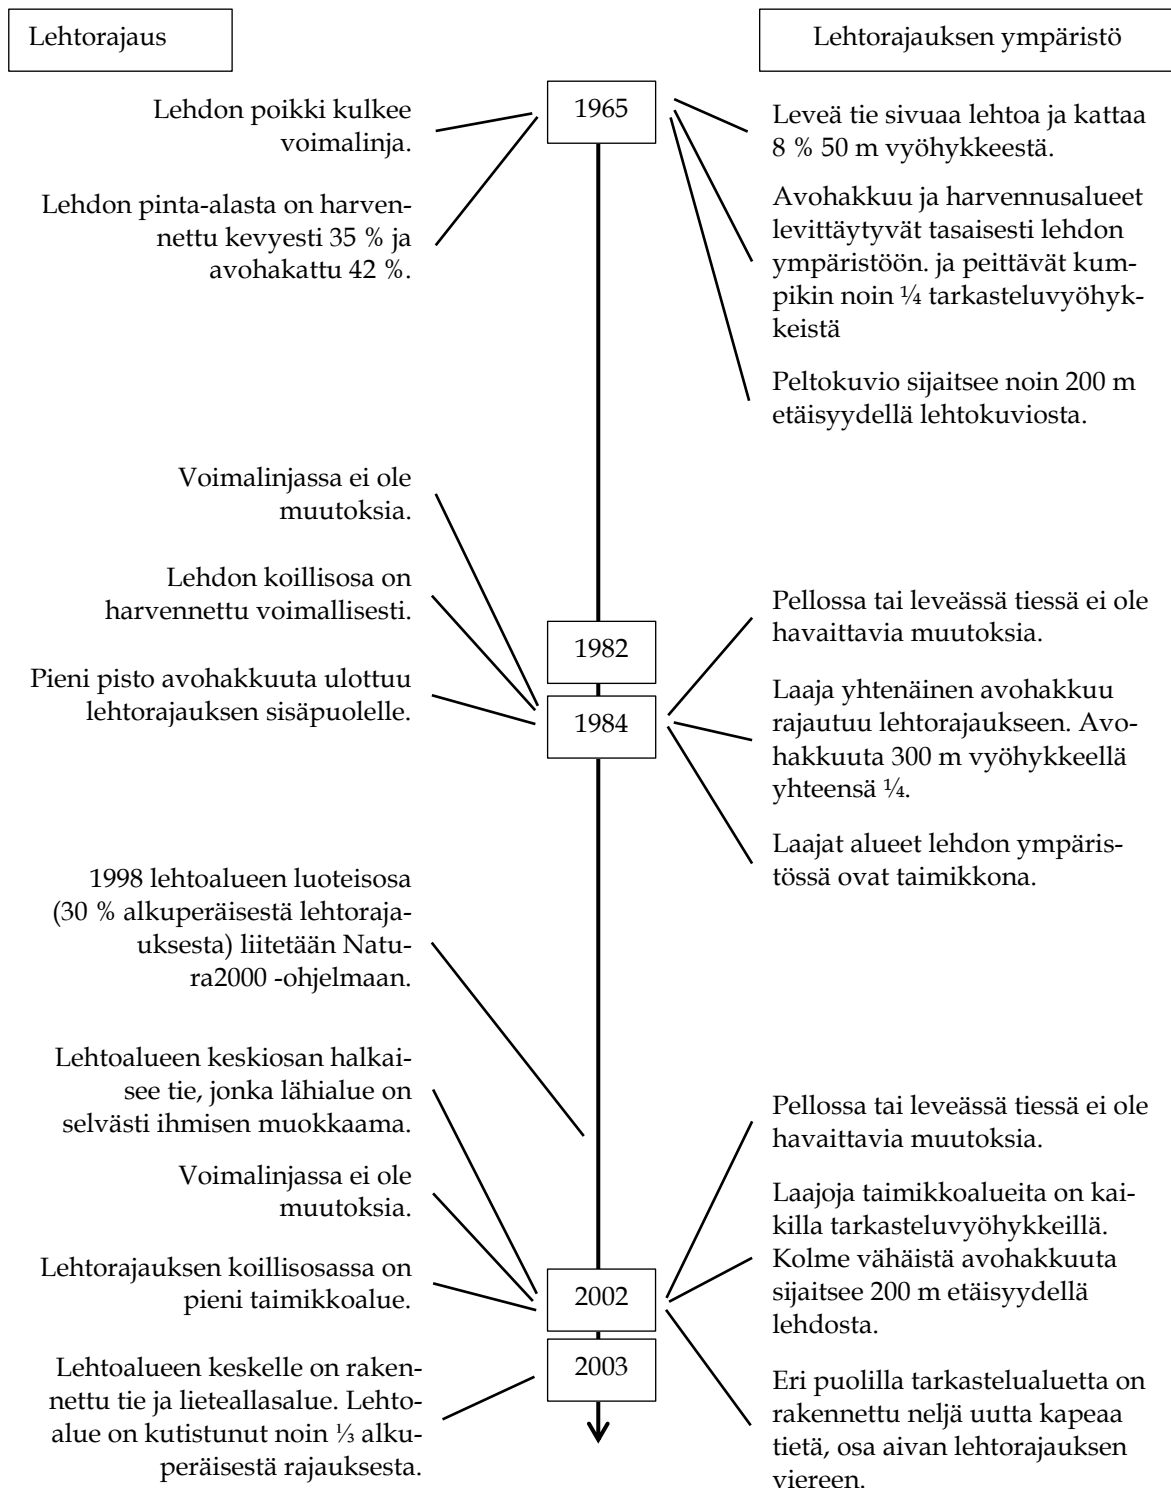 Lehtorajaus
Lehtorajauksen ympäristö
1965
Lehdon poikki kulkee
voimalinja.
Lehdon pinta-alasta on harven-
nettu kevyesti 35 % ja
avohakattu 42 %.
Leveä tie sivuaa lehtoa ja kattaa
8 % 50 m vyöhykkeestä.
Avohakkuu ja harvennusalueet
levittäytyvät tasaisesti lehdon
ympäristöön. ja peittävät kum-
pikin noin ¼ tarkasteluvyöhyk-
keistä
Peltokuvio sijaitsee noin 200 m
etäisyydellä lehtokuviosta.
1982
1984
Voimalinjassa ei ole
muutoksia.
Lehdon koillisosa on
harvennettu voimallisesti.
Pieni pisto avohakkuuta ulottuu
lehtorajauksen sisäpuolelle.
Pellossa tai leveässä tiessä ei ole
havaittavia muutoksia.
Laaja yhtenäinen avohakkuu
rajautuu lehtorajaukseen. Avo-
hakkuuta 300 m vyöhykkeellä
yhteensä ¼.
Laajat alueet lehdon ympäris-
tössä ovat taimikkona.
1998 lehtoalueen luoteisosa
(30 % alkuperäisestä lehtoraja-
uksesta) liitetään Natu-
ra2000 -ohjelmaan.
Lehtoalueen keskiosan halkai-
see tie, jonka lähialue on
selvästi ihmisen muokkaama.
Voimalinjassa ei ole
muutoksia.
Lehtorajauksen koillisosassa on
pieni taimikkoalue.
2002
2003
Lehtoalueen keskelle on raken-
nettu tie ja lieteallasalue. Lehto-
alue on kutistunut noin ⅓ alku-
peräisestä rajauksesta.
Pellossa tai leveässä tiessä ei ole
havaittavia muutoksia.
Laajoja taimikkoalueita on kai-
killa tarkasteluvyöhykkeillä.
Kolme vähäistä avohakkuuta
sijaitsee 200 m etäisyydellä
lehdosta.
Eri puolilla tarkastelualuetta on
rakennettu neljä uutta kapeaa
tietä, osa aivan lehtorajauksen
viereen.